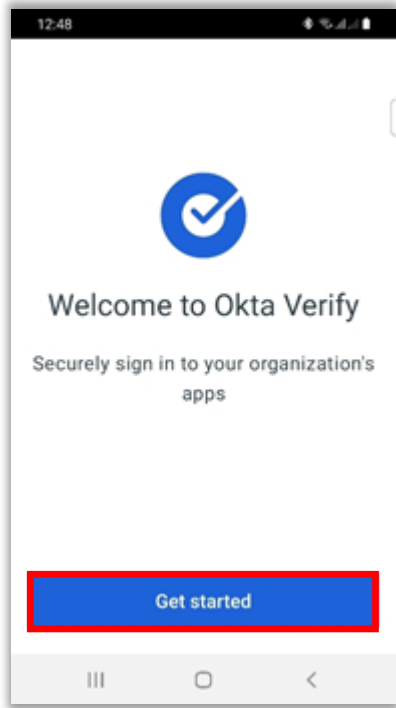 12:48
Welcome to Okta Verify
Securely sign in to your organization's
apps
Get started